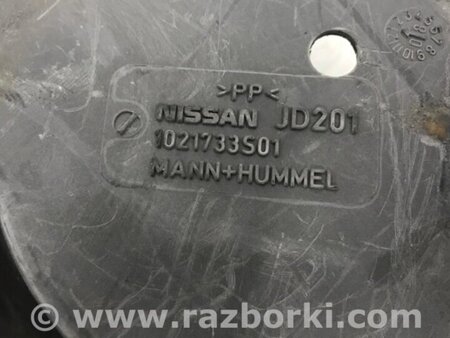 >PP<
NISSAN JD201
1021733S01
MANN+HUMMEL
www.razborki.com